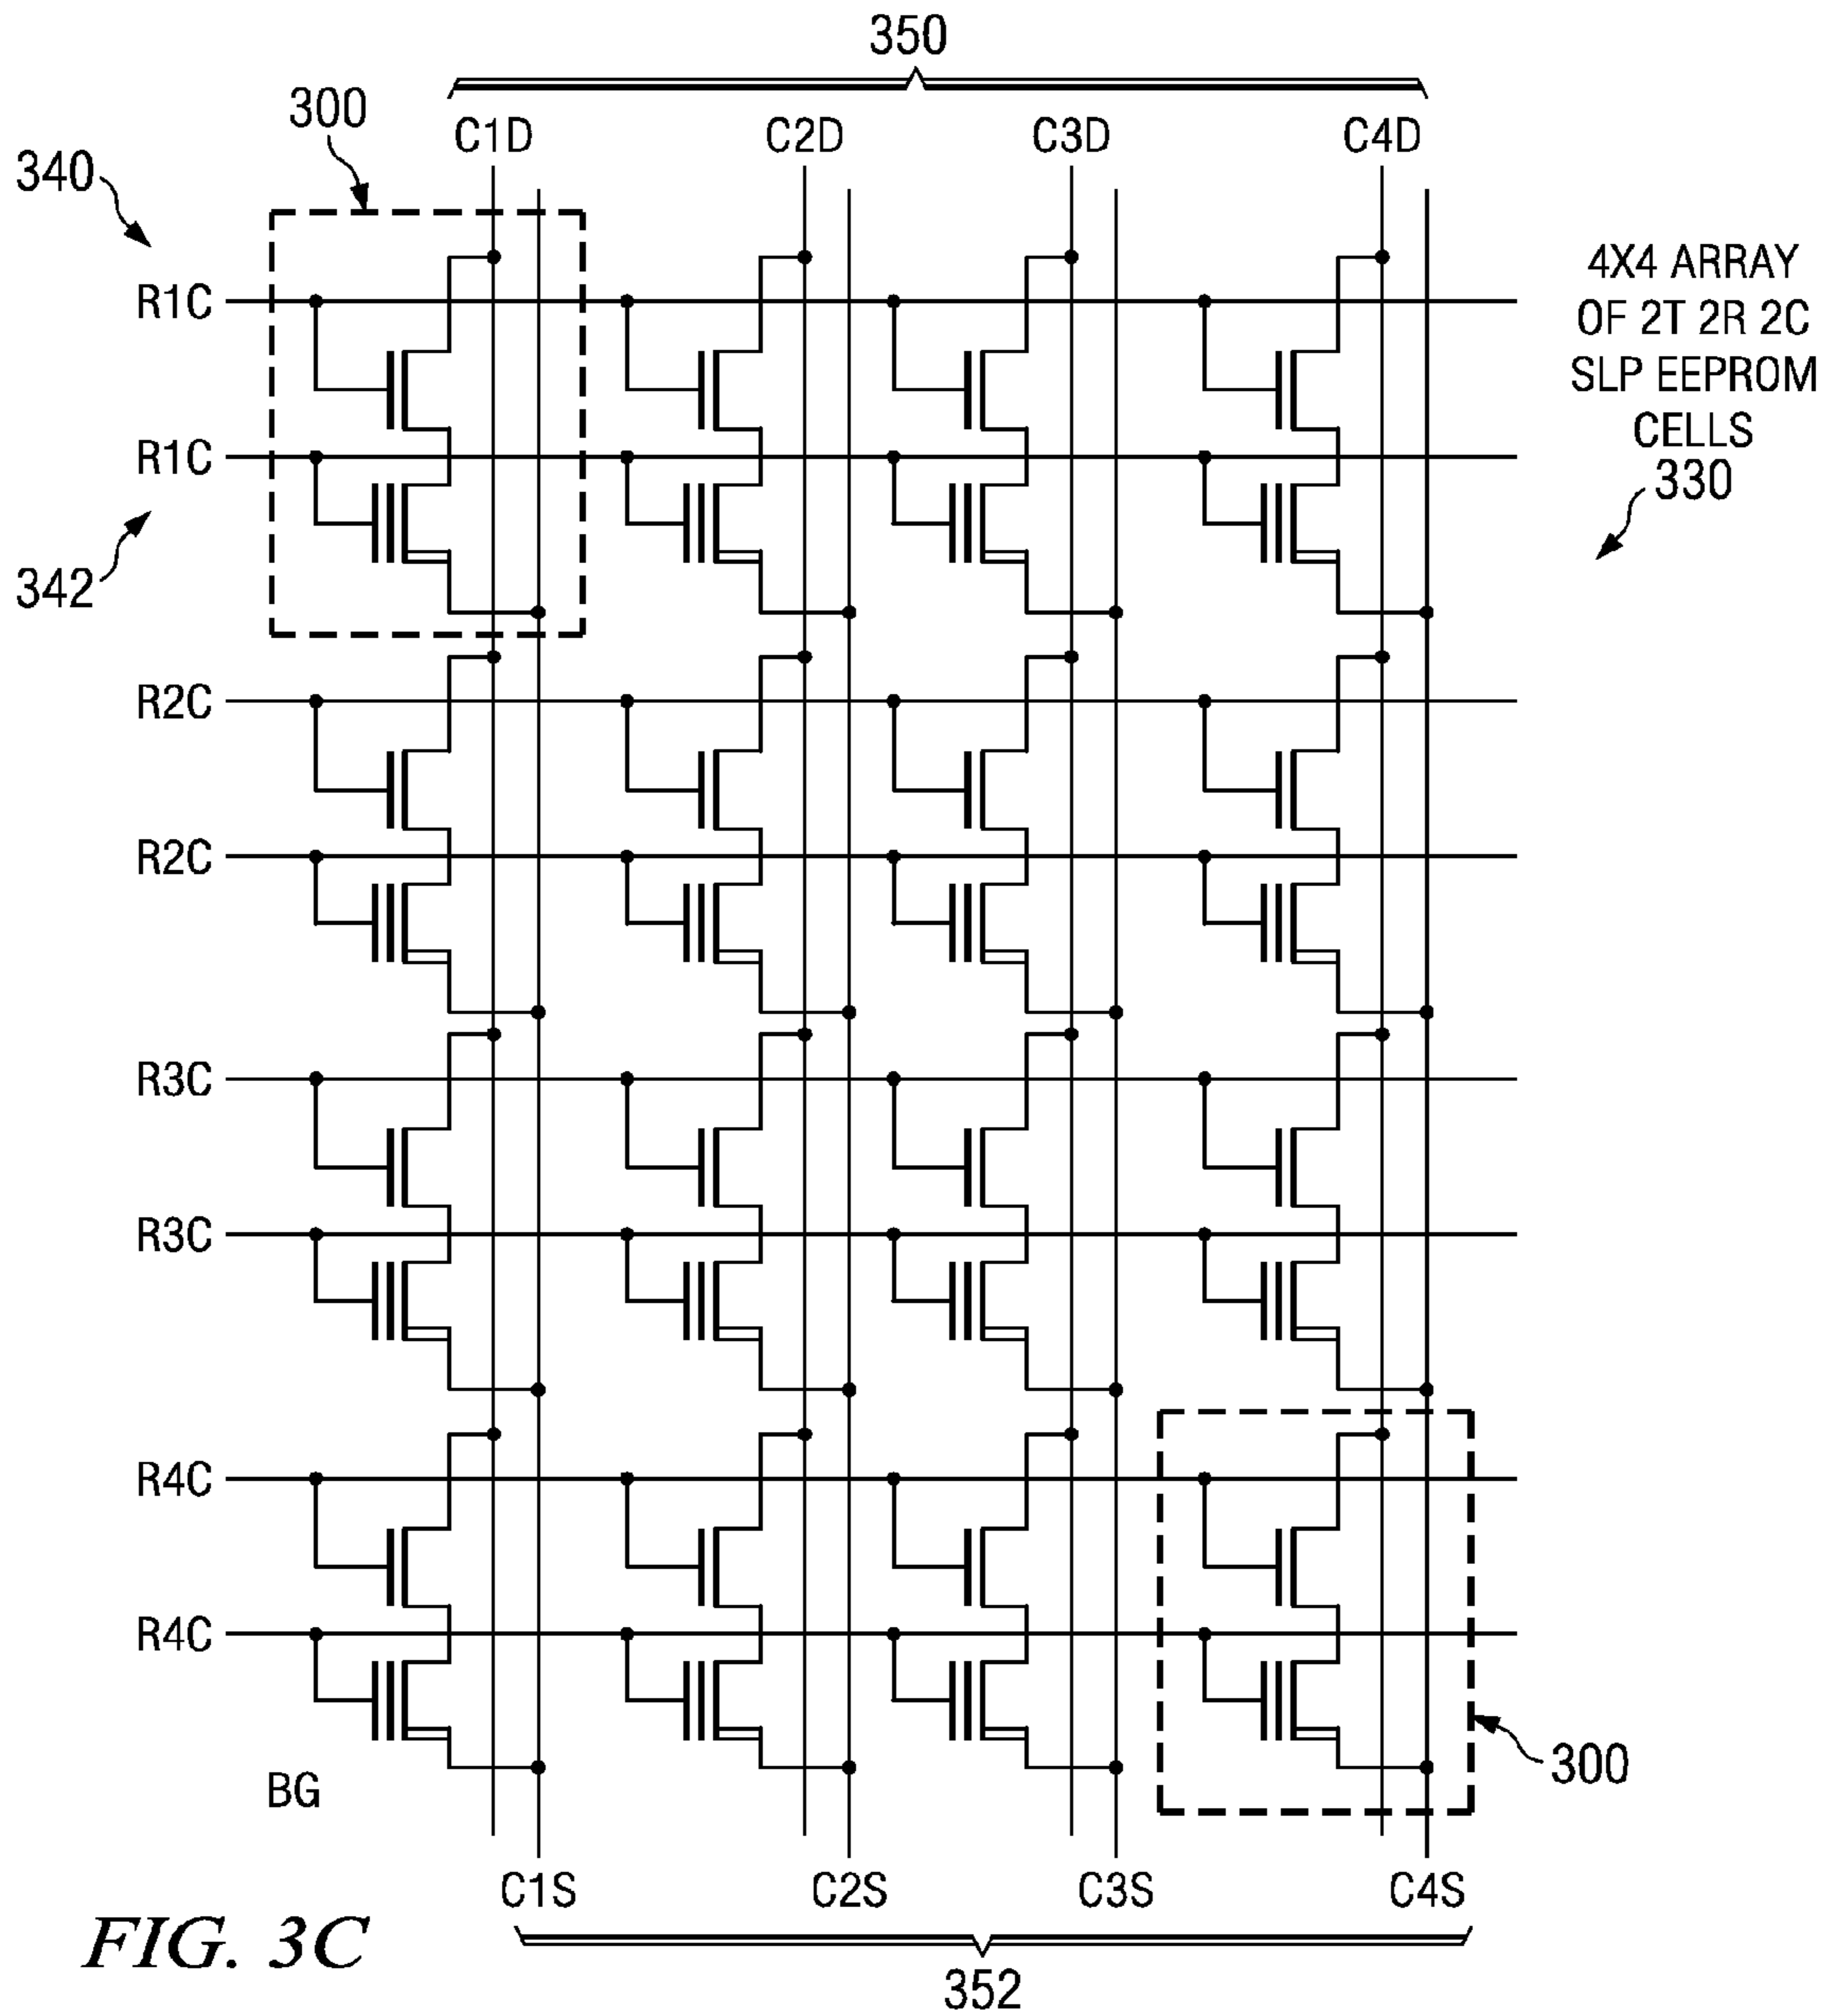 350
300
C1D C2D C3D C4D
340
R1C
4X4 ARRAY
OF 2T 2R 2C
SLP EEPROM
CELLS
330
R1C
342
R2C
R2C
R3C
R3C
R4C
R4C
300
BG
C1S C2S C3S C4S
FIG. 3C
352